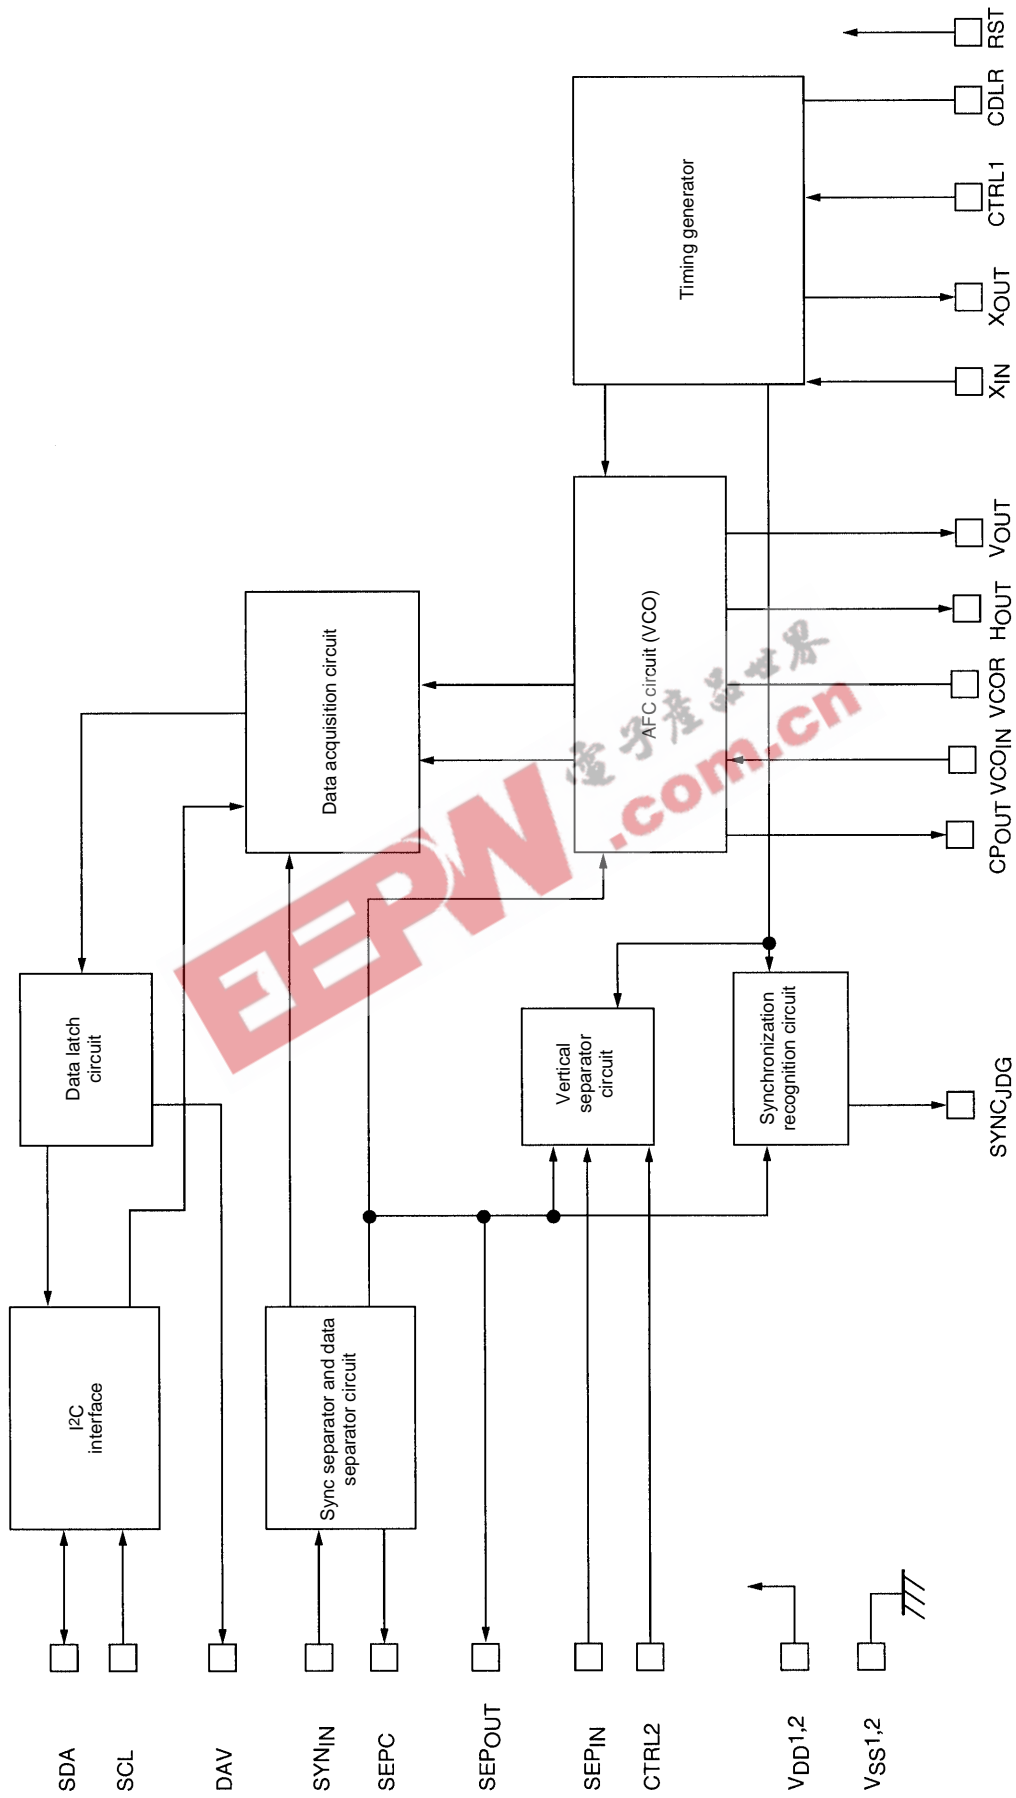 SDA
SCL
DAV
SYNIN
SEPC
SEPOUT
SEPIN
CTRL2
VDD1,2
VSS1,2
I2C
interface
Data latch
circuit
Data acquisition circuit
Sync separator and data
separator circuit
Vertical
separator
circuit
Synchronization
recognition circuit
AFC circuit (VCO)
Timing generator
SYNCJDG
CPOUT
VCOIN
VCOR
HOUT
VOUT
XIN
XOUT
CTRL1
CDLR
RST
EEPW
.com.cn
電子產品世界